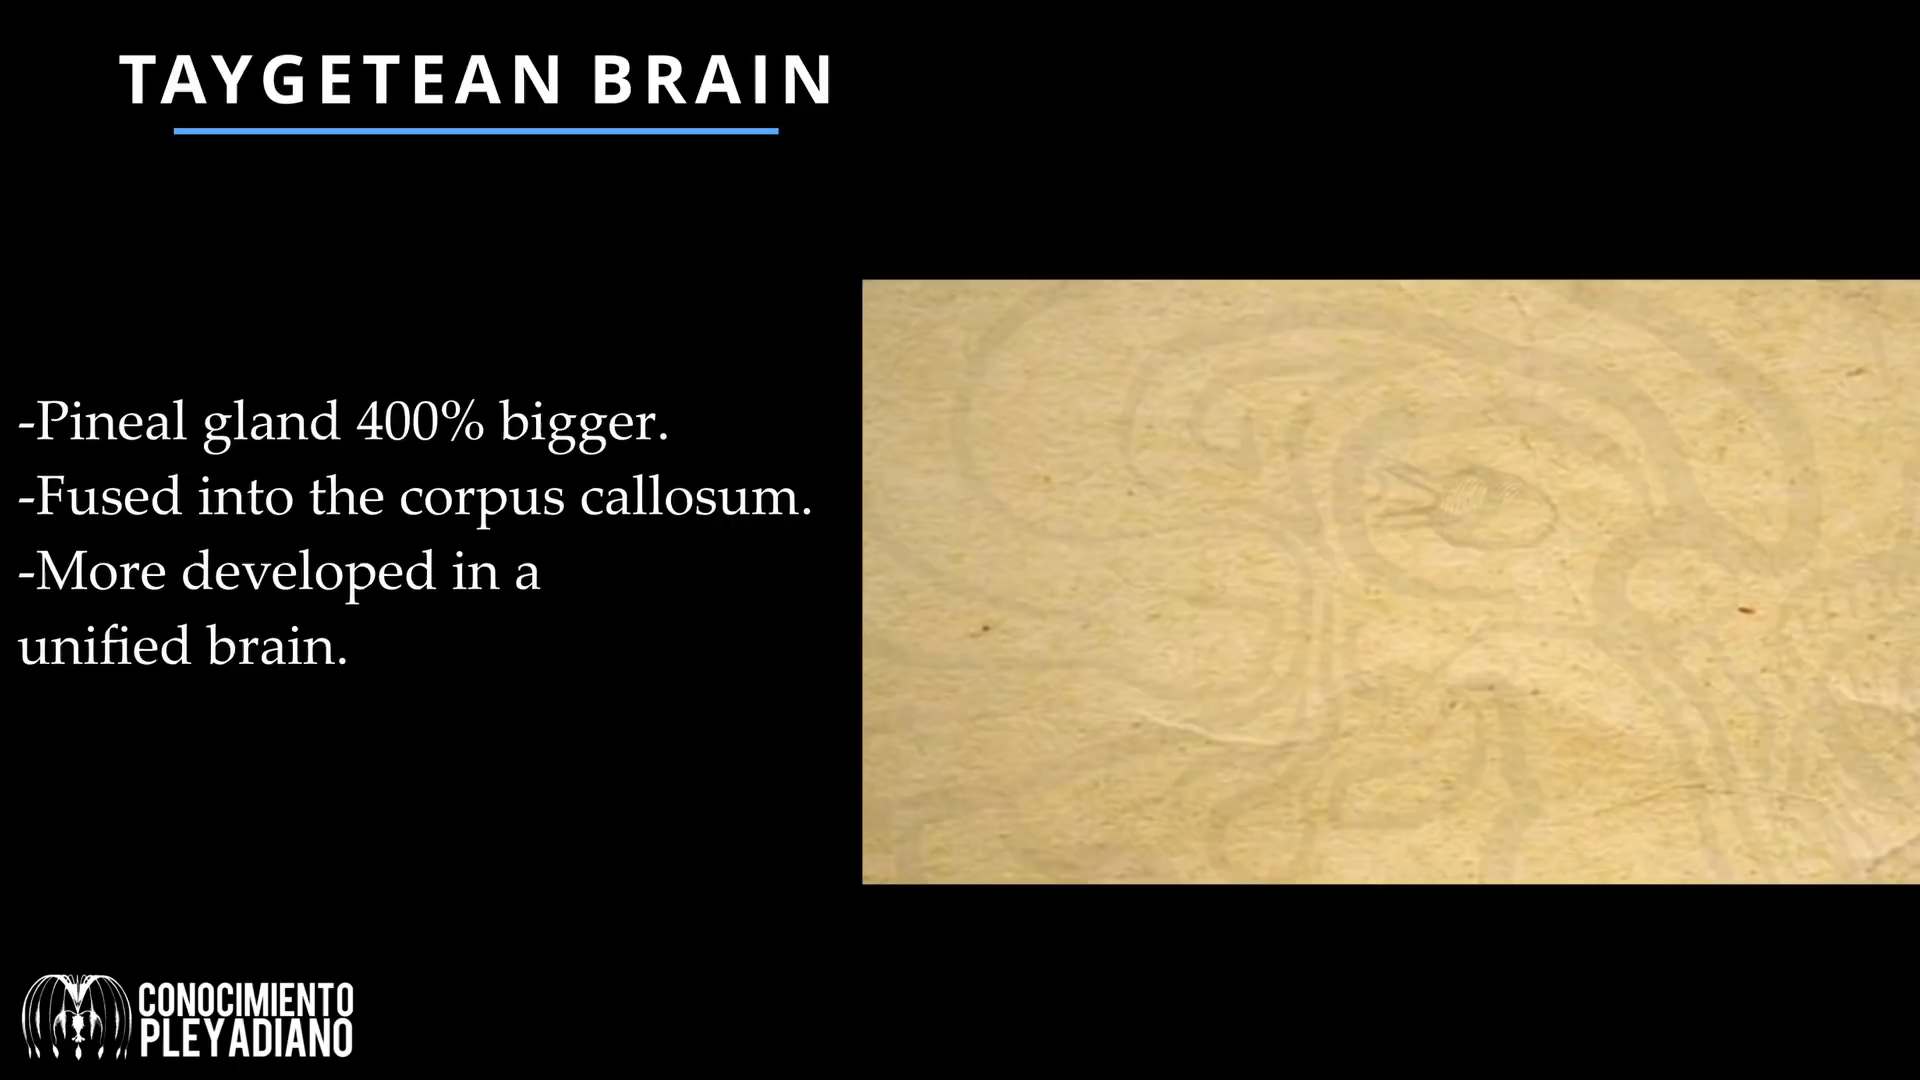 TAYGETEAN BRAIN
-Pineal gland 400% bigger.
-Fused into the corpus callosum.
-More developed in a
unified brain.
CONOCIMIENTO
PLEYADIANO